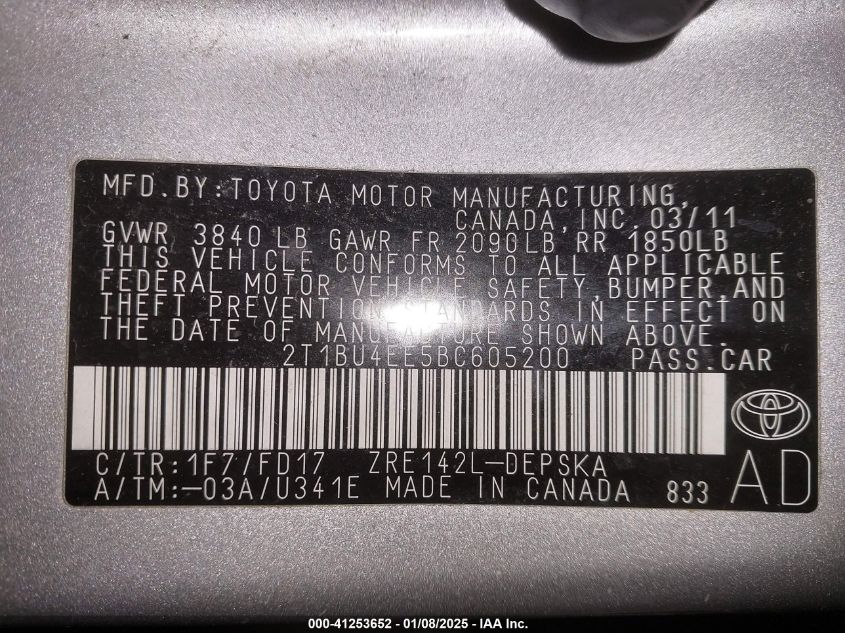 MFD.BY:TOYOTA MOTOR MANUFACTURING,
CANADA,INC. 03/11
GVWR 3840 LB GAWR FR 2090LB RR 1850LB
THIS VEHICLE CONFORMS TO ALL APPLICABLE
FEDERAL MOTOR VEHICLE SAFETY,BUMPER,AND
THEFT PREVENTION STANDARDS IN EFFECT ON
THE DATE OF MANUFACTURE SHOWN ABOVE.
2T1BU4EE5BC605200 PASS.CAR
C/TR:1F7/FD17 ZRE142L-DEPSKA
A/TM:-03A/U341E MADE IN CANADA 833 AD
000-41253652 - 01/08/2025 - IAA Inc.